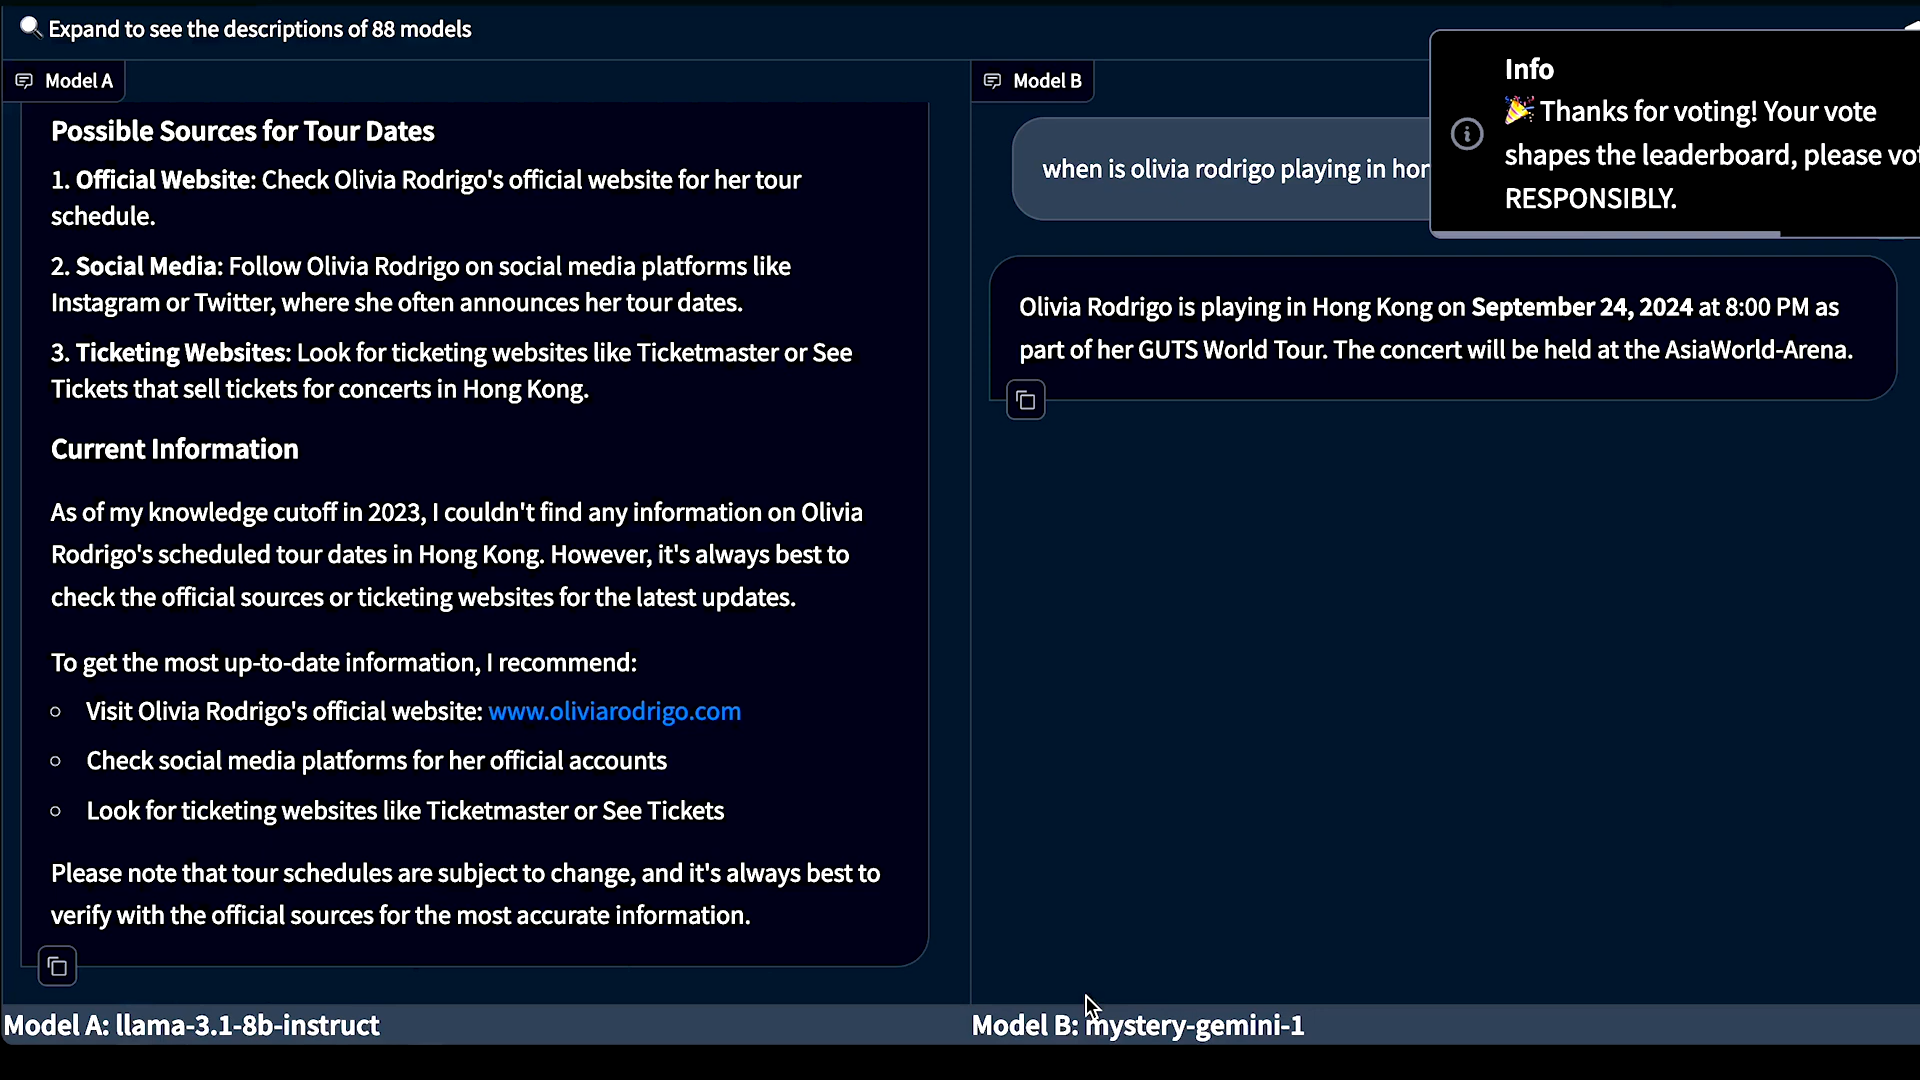 Expand to see the descriptions of 88 models
Model A
Possible Sources for Tour Dates
1. Official Website: Check Olivia Rodrigo's official website for her tour
schedule.
2. Social Media: Follow Olivia Rodrigo on social media platforms like
Instagram or Twitter, where she often announces her tour dates.
3. Ticketing Websites: Look for ticketing websites like Ticketmaster or See
Tickets that sell tickets for concerts in Hong Kong.
Current Information
As of my knowledge cutoff in 2023, I couldn't find any information on Olivia
Rodrigo's scheduled tour dates in Hong Kong. However, it's always best to
check the official sources or ticketing websites for the latest updates.
To get the most up-to-date information, I recommend:
Visit Olivia Rodrigo's official website: www.oliviarodrigo.com
Check social media platforms for her official accounts
Look for ticketing websites like Ticketmaster or See Tickets
Please note that tour schedules are subject to change, and it's always best to
verify with the official sources for the most accurate information.
Model A: llama-3.1-8b-instruct
Model B
when is olivia rodrigo playing in
Olivia Rodrigo is playing in Hong Kong on September 24, 2024 at 8:00 PM as
part of her GUTS World Tour. The concert will be held at the AsiaWorld-Arena.
Model B: mystery-gemini-1
Info
🎉 Thanks for voting! Your vote
shapes the leaderboard, please
RESPONSIBLY.